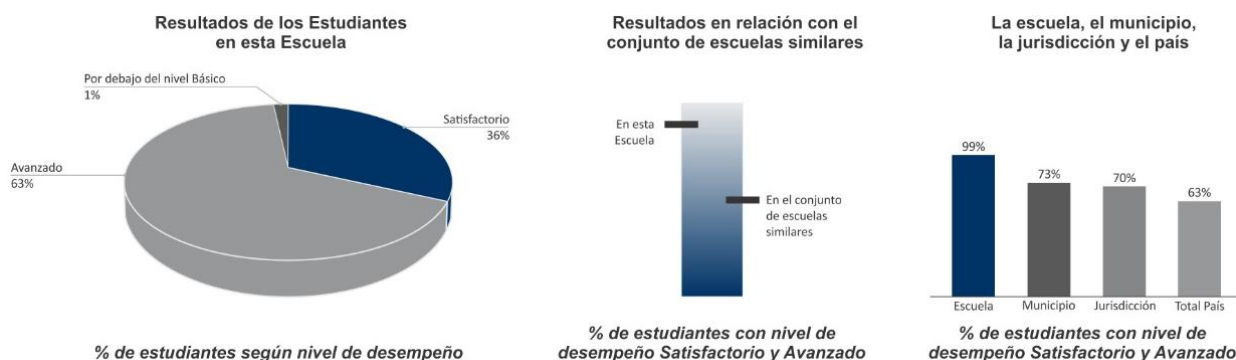 Resultados de los Estudiantes
en esta Escuela
Por debajo del nivel Básico
1%
Satisfactorio
36%
Avanzado
63%
% de estudiantes según nivel de desempeño
Resultados en relación con el
conjunto de escuelas similares
En esta
Escuela
En el conjunto
de escuelas
similares
% de estudiantes con nivel de
desempeño Satisfactorio y Avanzado
La escuela, el municipio,
la jurisdicción y el país
99%
73%
70%
63%
Escuela
Municipio
Jurisdicción
Total País
% de estudiantes con nivel de
desempeño Satisfactorio y Avanzado